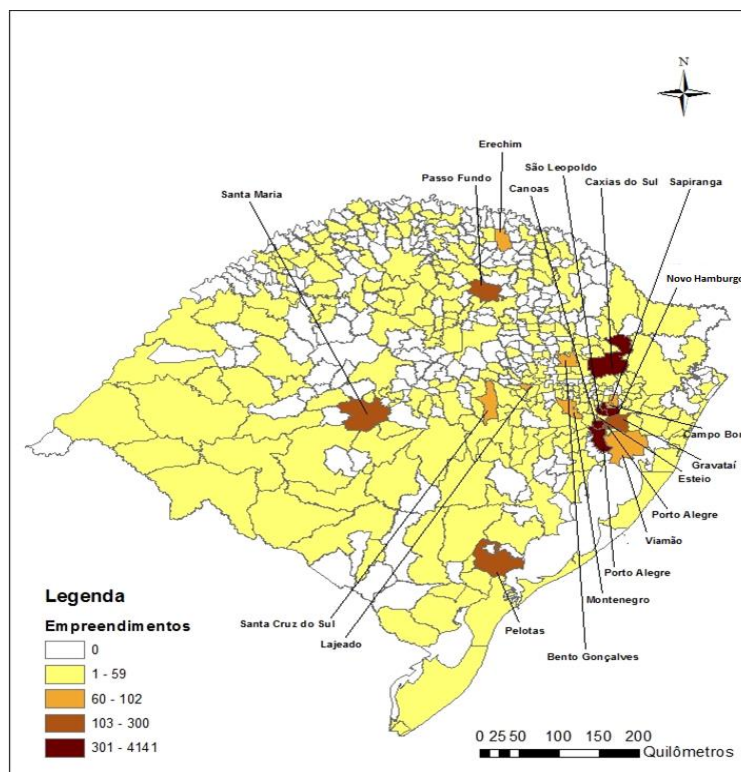 N
Erechim
São Leopoldo
Passo Fundo
Canoas
Caxias do Sul
Sapiranga
Santa Maria
Novo Hamburgo
Campo Bom
Gravataí
Esteio
Porto Alegre
Viamão
Porto Alegre
Montenegro
Santa Cruz do Sul
Lajeado
Pelotas
Bento Gonçalves
Legenda
Empreendimentos
0
1 - 59
60 - 102
103 - 300
301 - 4141
0 25 50 100 150 200
Quilômetros